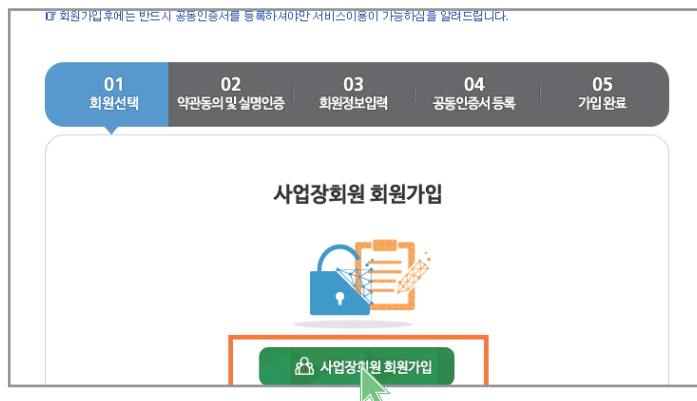 ☞ 회원가입후에는 반드시 공동인증서를 등록하셔야만 서비스이용이 가능하심을 알려드립니다.
01 02 03 04 05
회원선택 약관동의 및 실명인증 회원정보입력 공동인증서 등록 가입 완료
사업장회원 회원가입
사업장회원 회원가입